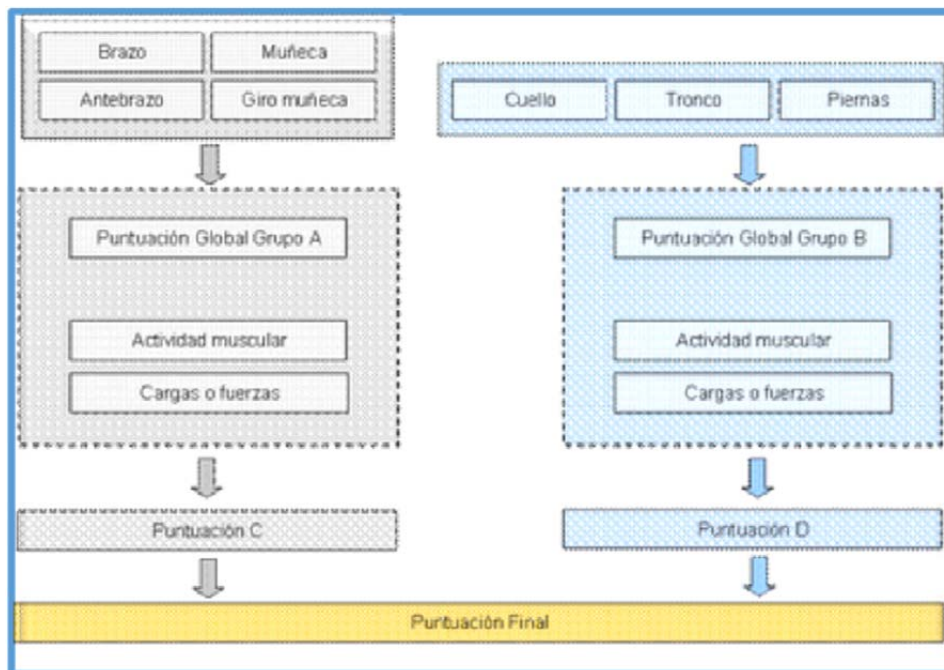 Brazo
Muñeca
Antebrazo
Giro muñeca
Cuello
Tronco
Piernas
Puntuación Global Grupo A
Actividad muscular
Cargas o fuerzas
Puntuación Global Grupo B
Actividad muscular
Cargas o fuerzas
Puntuación C
Puntuación D
Puntuación Final